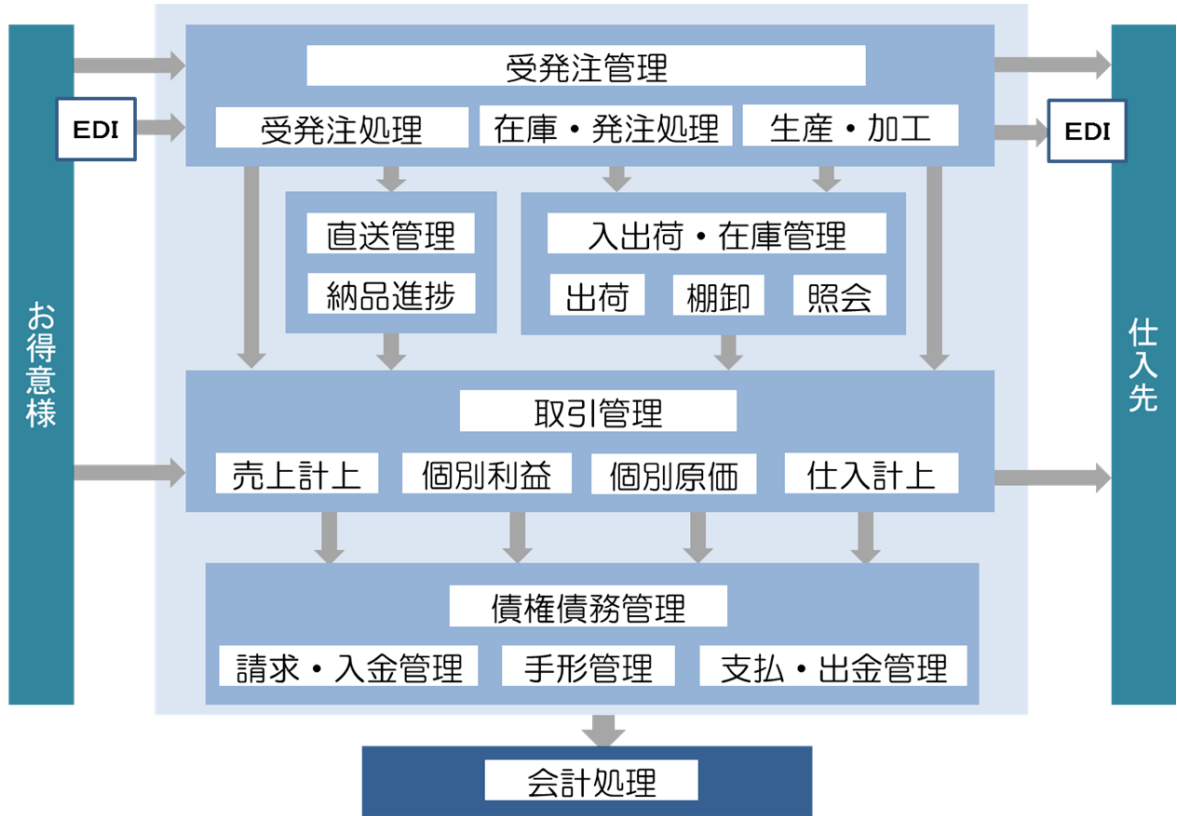 受発注管理
EDI
受発注処理
在庫・発注処理
生産・加工
EDI
直送管理
納品進捗
入出荷・在庫管理
出荷
棚卸
照会
お得意様
仕入先
取引管理
売上計上
個別利益
個別原価
仕入計上
債権債務管理
請求・入金管理
手形管理
支払・出金管理
会計処理